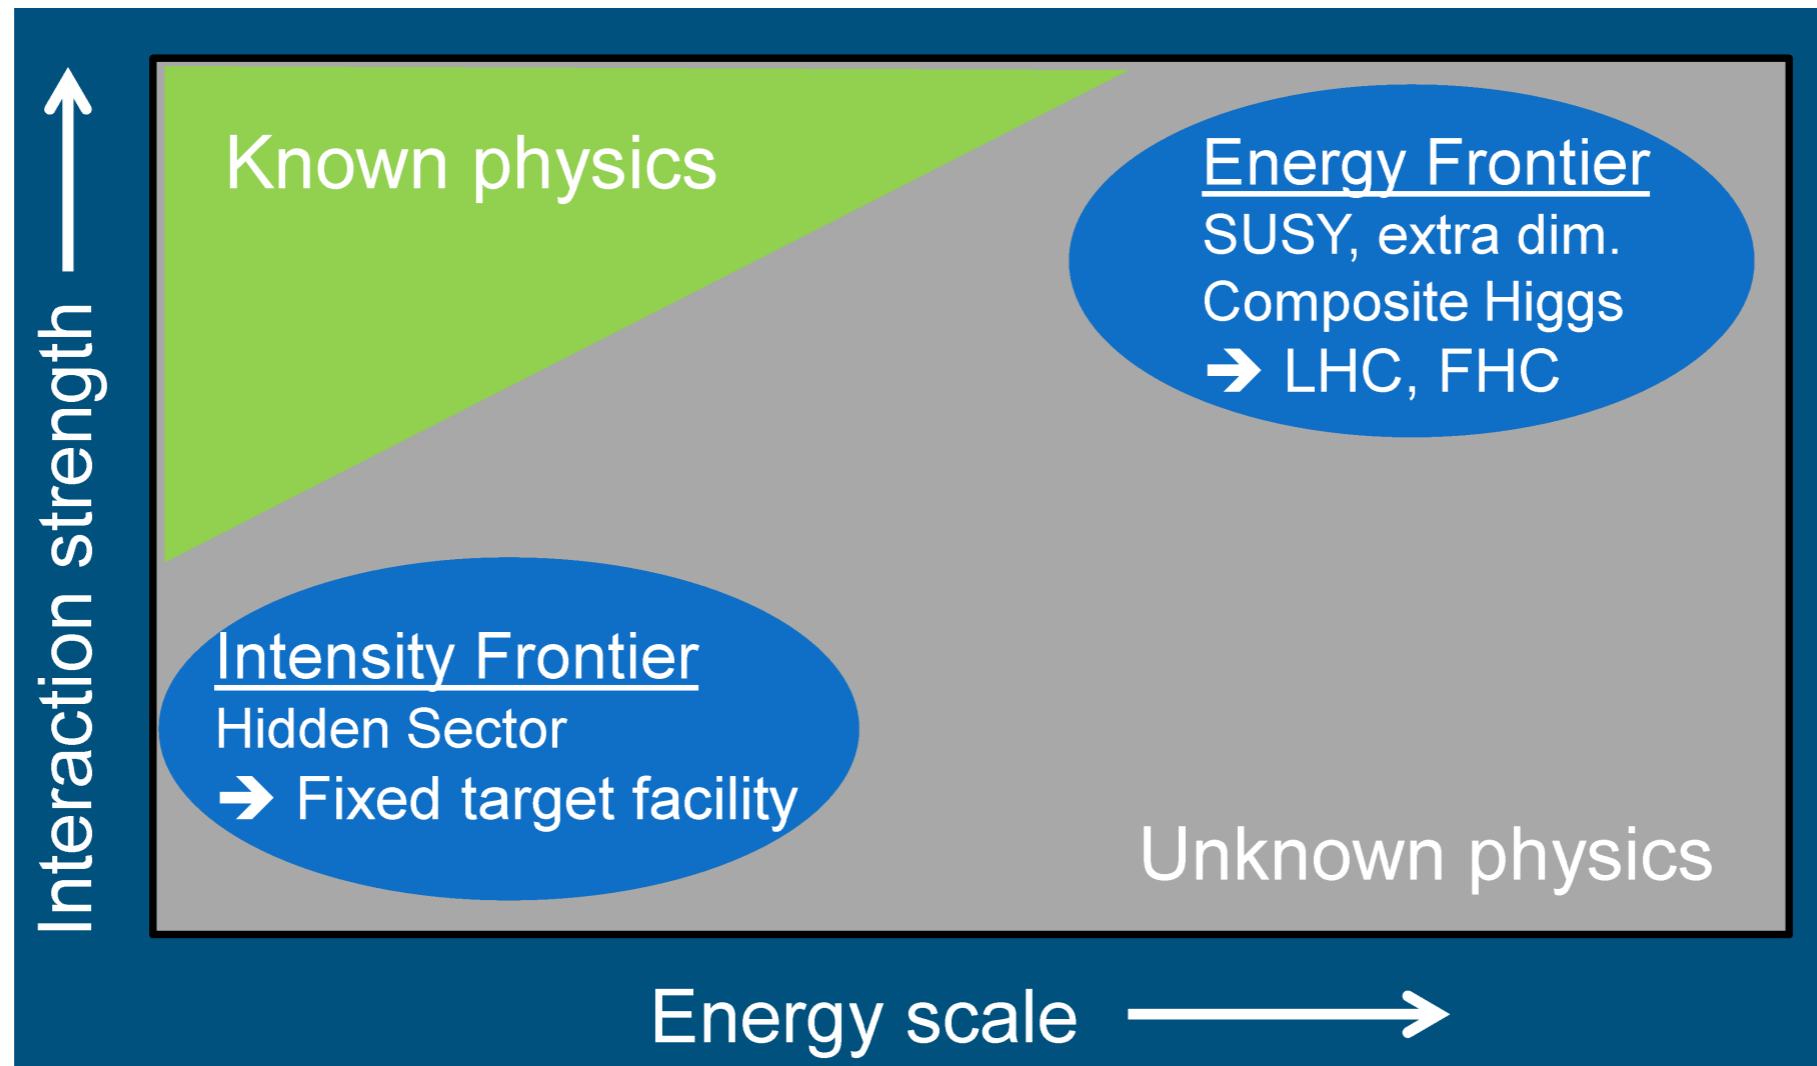 Known physics
Energy Frontier
SUSY, extra dim.
Composite Higgs
➔ LHC, FHC
Interaction strength
Intensity Frontier
Hidden Sector
➔ Fixed target facility
Unknown physics
Energy scale